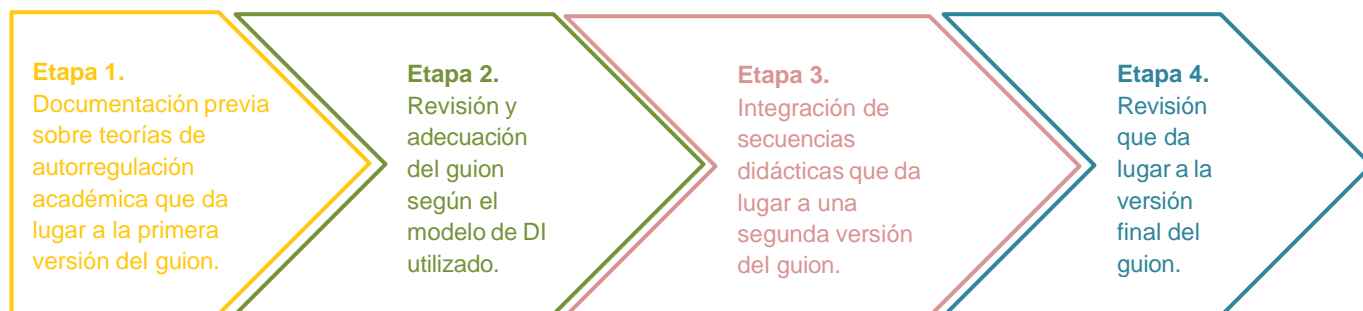 Etapa 1.
Documentación previa
sobre teorías de
autorregulación
académica que da
lugar a la primera
versión del guion.
Etapa 2.
Revisión y
adecuación
del guion
según el
modelo de DI
utilizado.
Etapa 3.
Integración de
secuencias
didácticas que da
lugar a una
segunda versión
del guion.
Etapa 4.
Revisión
que da
lugar a la
versión
final del
guion.